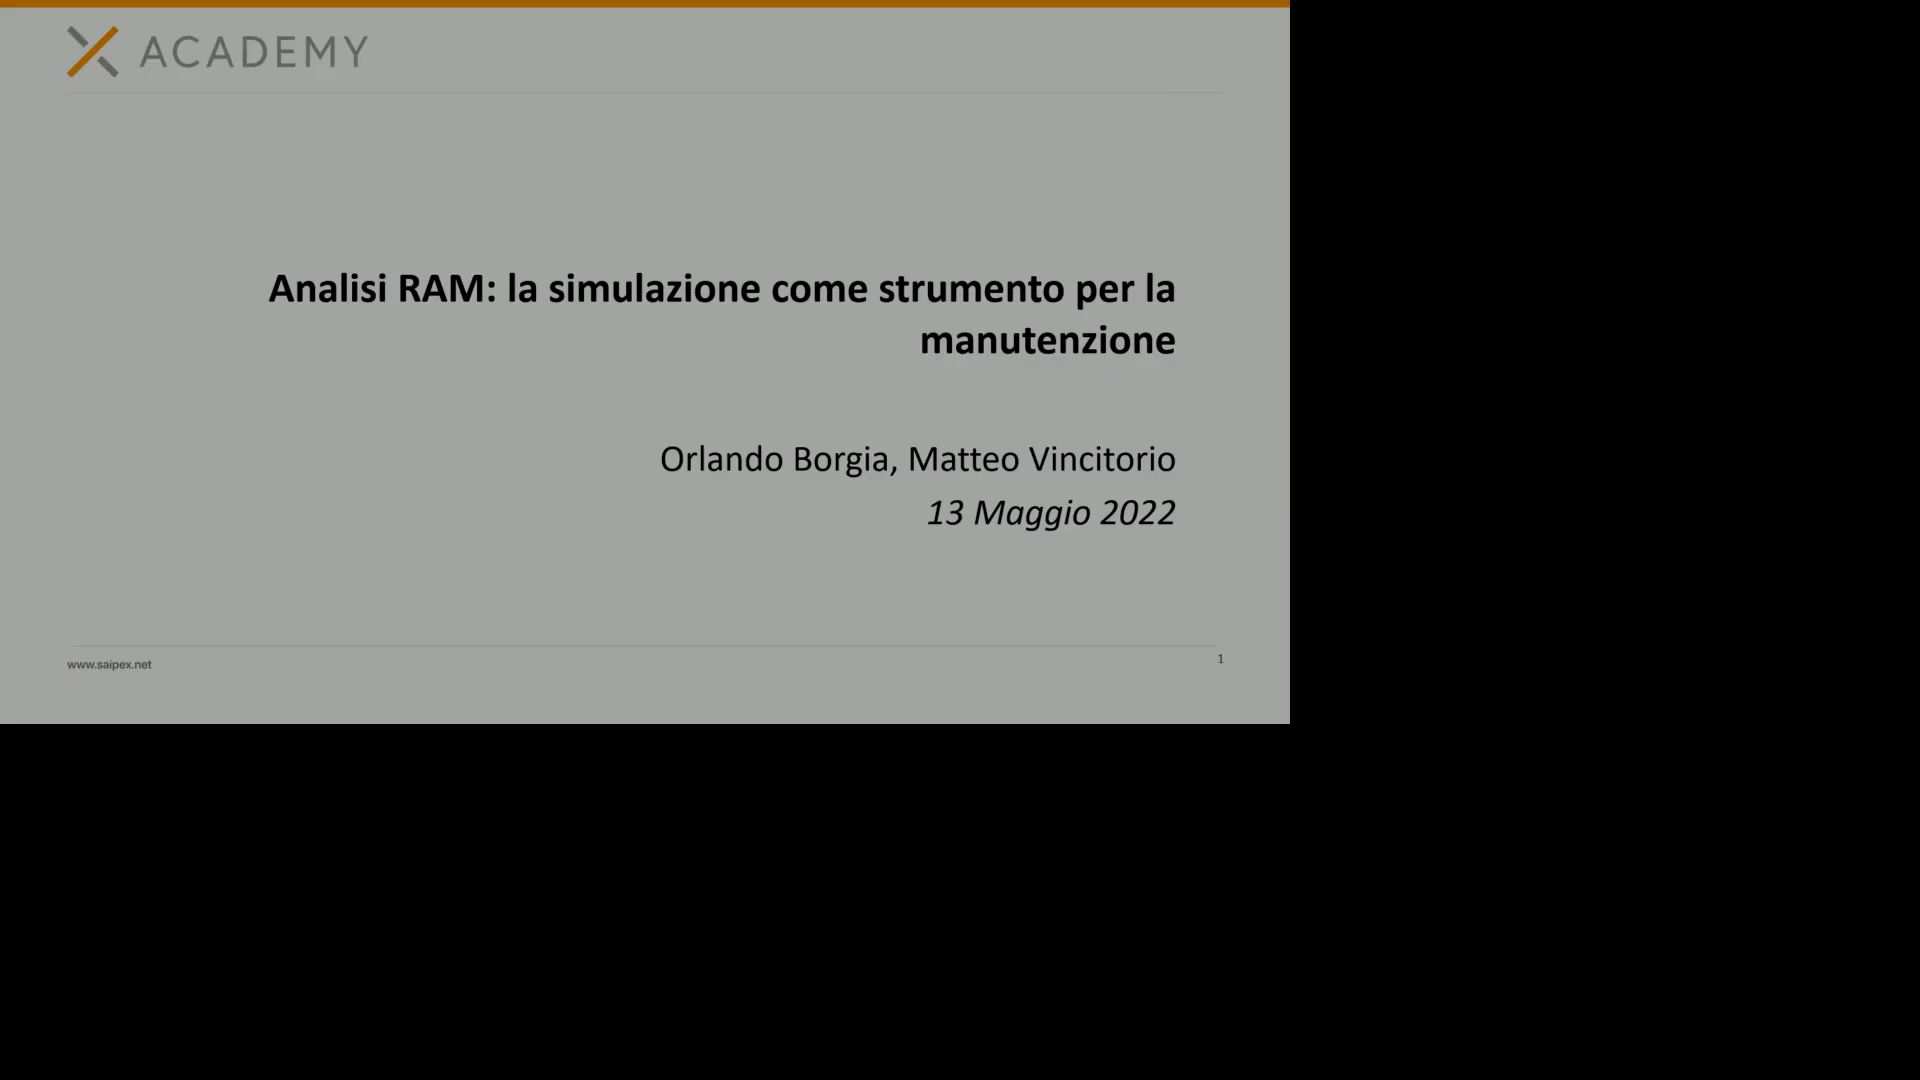 ACADEMY
Analisi RAM: la simulazione come strumento per la
manutenzione
Orlando Borgia, Matteo Vincitorio
13 Maggio 2022
www.saipex.net
1